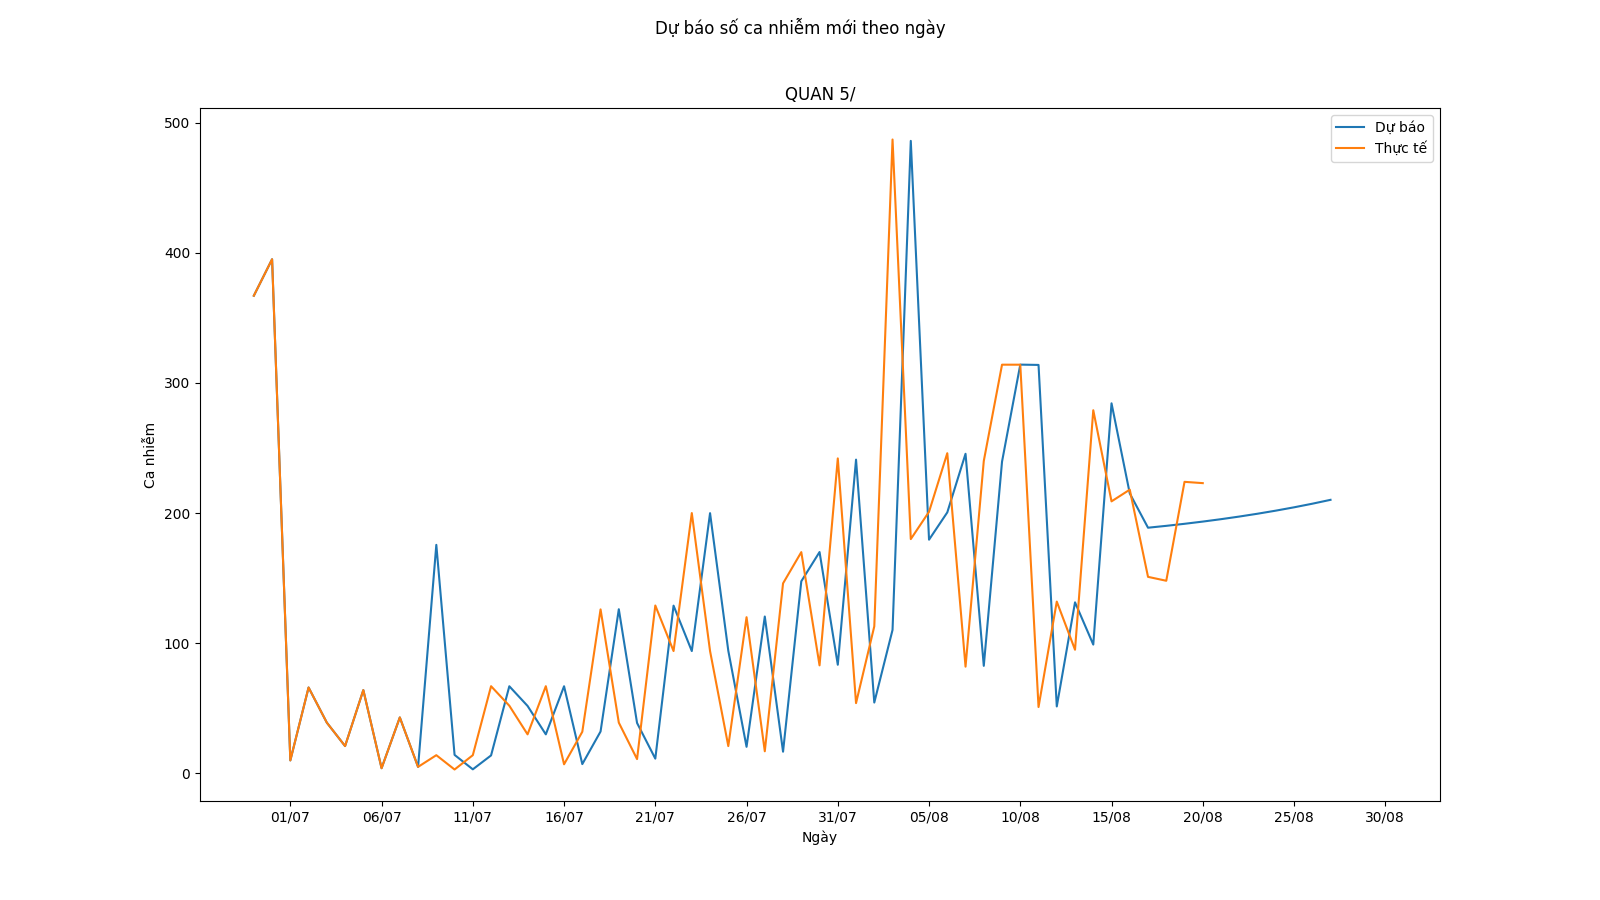 Dự báo số ca nhiễm mới theo ngày
QUAN 5/
Dự báo
Thực tế
500
400
300
200
100
0
Ca nhiễm
01/07 06/07 11/07 16/07 21/07 26/07 31/07 05/08 10/08 15/08 20/08 25/08 30/08
Ngày